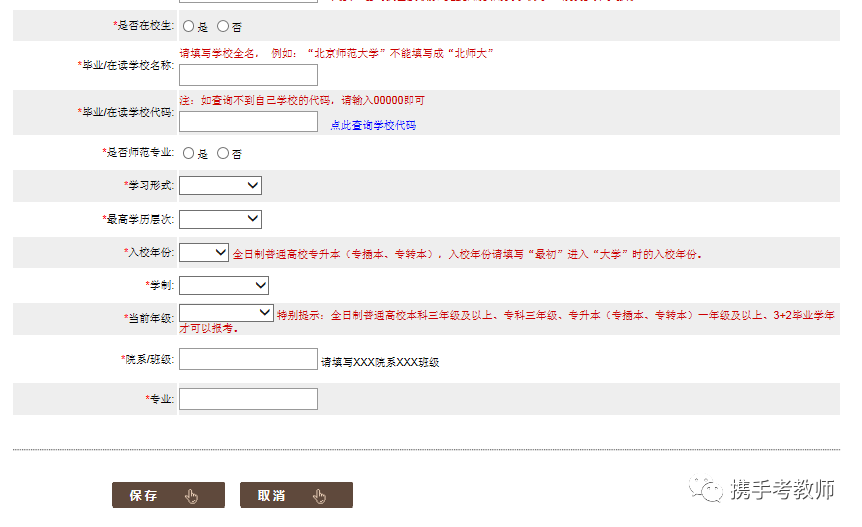 *是否在校生: 是 否
请填写学校全名， 例如：“北京师范大学”不能填写成“北师大”
*毕业/在读学校名称:
注：如查询不到自己学校的代码，请输入00000即可
*毕业/在读学校代码:
点此查询学校代码
*是否师范专业: 是 否
*学习形式:
*最高学历层次:
*入校年份: 全日制普通高校专升本（专插本、专转本），入校年份请填写“最初”进入“大学”时的入校年份。
*学制:
*当前年级: 特别提示：全日制普通高校本科三年级及以上、专科三年级、专升本（专插本、专转本）一年级及以上、3+2毕业学年
才可以报考。
*院系/班级: 请填写XXX院系XXX班级
*专业:
保存 取消
携手考教师